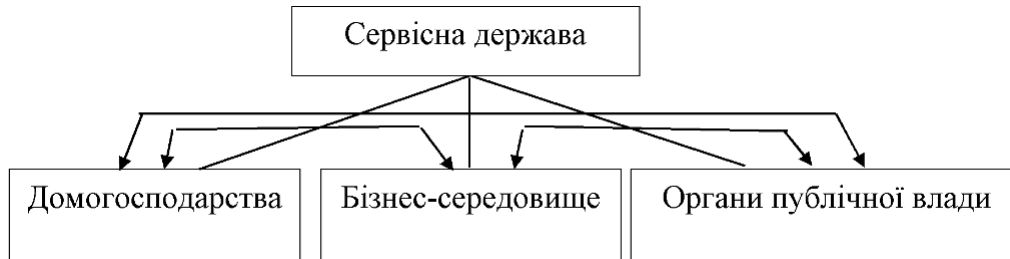 Сервісна держава
Домогосподарства
Бізнес-середовище
Органи публічної влади